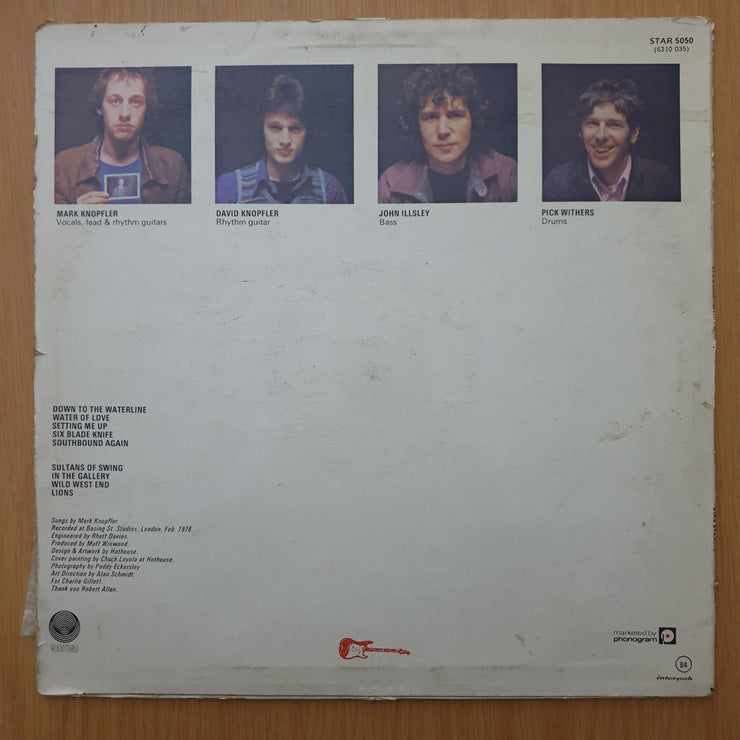 STAR 5050
(6310 035)
MARK KNOPFLER
Vocals, lead & rhythm guitars
DAVID KNOPFLER
Rhythm guitar
JOHN ILLSLEY
Bass
PICK WITHERS
Drums
DOWN TO THE WATERLINE
WATER OF LOVE
SETTING ME UP
SIX BLADE KNIFE
SOUTHBOUND AGAIN
SULTANS OF SWING
IN THE GALLERY
WILD WEST END
LIONS
Songs by Mark Knopfler.
Recorded at Basing St. Studios, London, Feb. 1978.
Engineered by Rhett Davies.
Produced by Muff Winwood.
Design & Artwork by Hothouse.
Cover painting by Chuck Loyola at Hothouse.
Photography by Paddy Eckersley
Art Direction by Alan Schmidt.
For Charlie Gillett.
Thank you Robert Allan.
vertigo
marketed by
phonogram
84
interpak